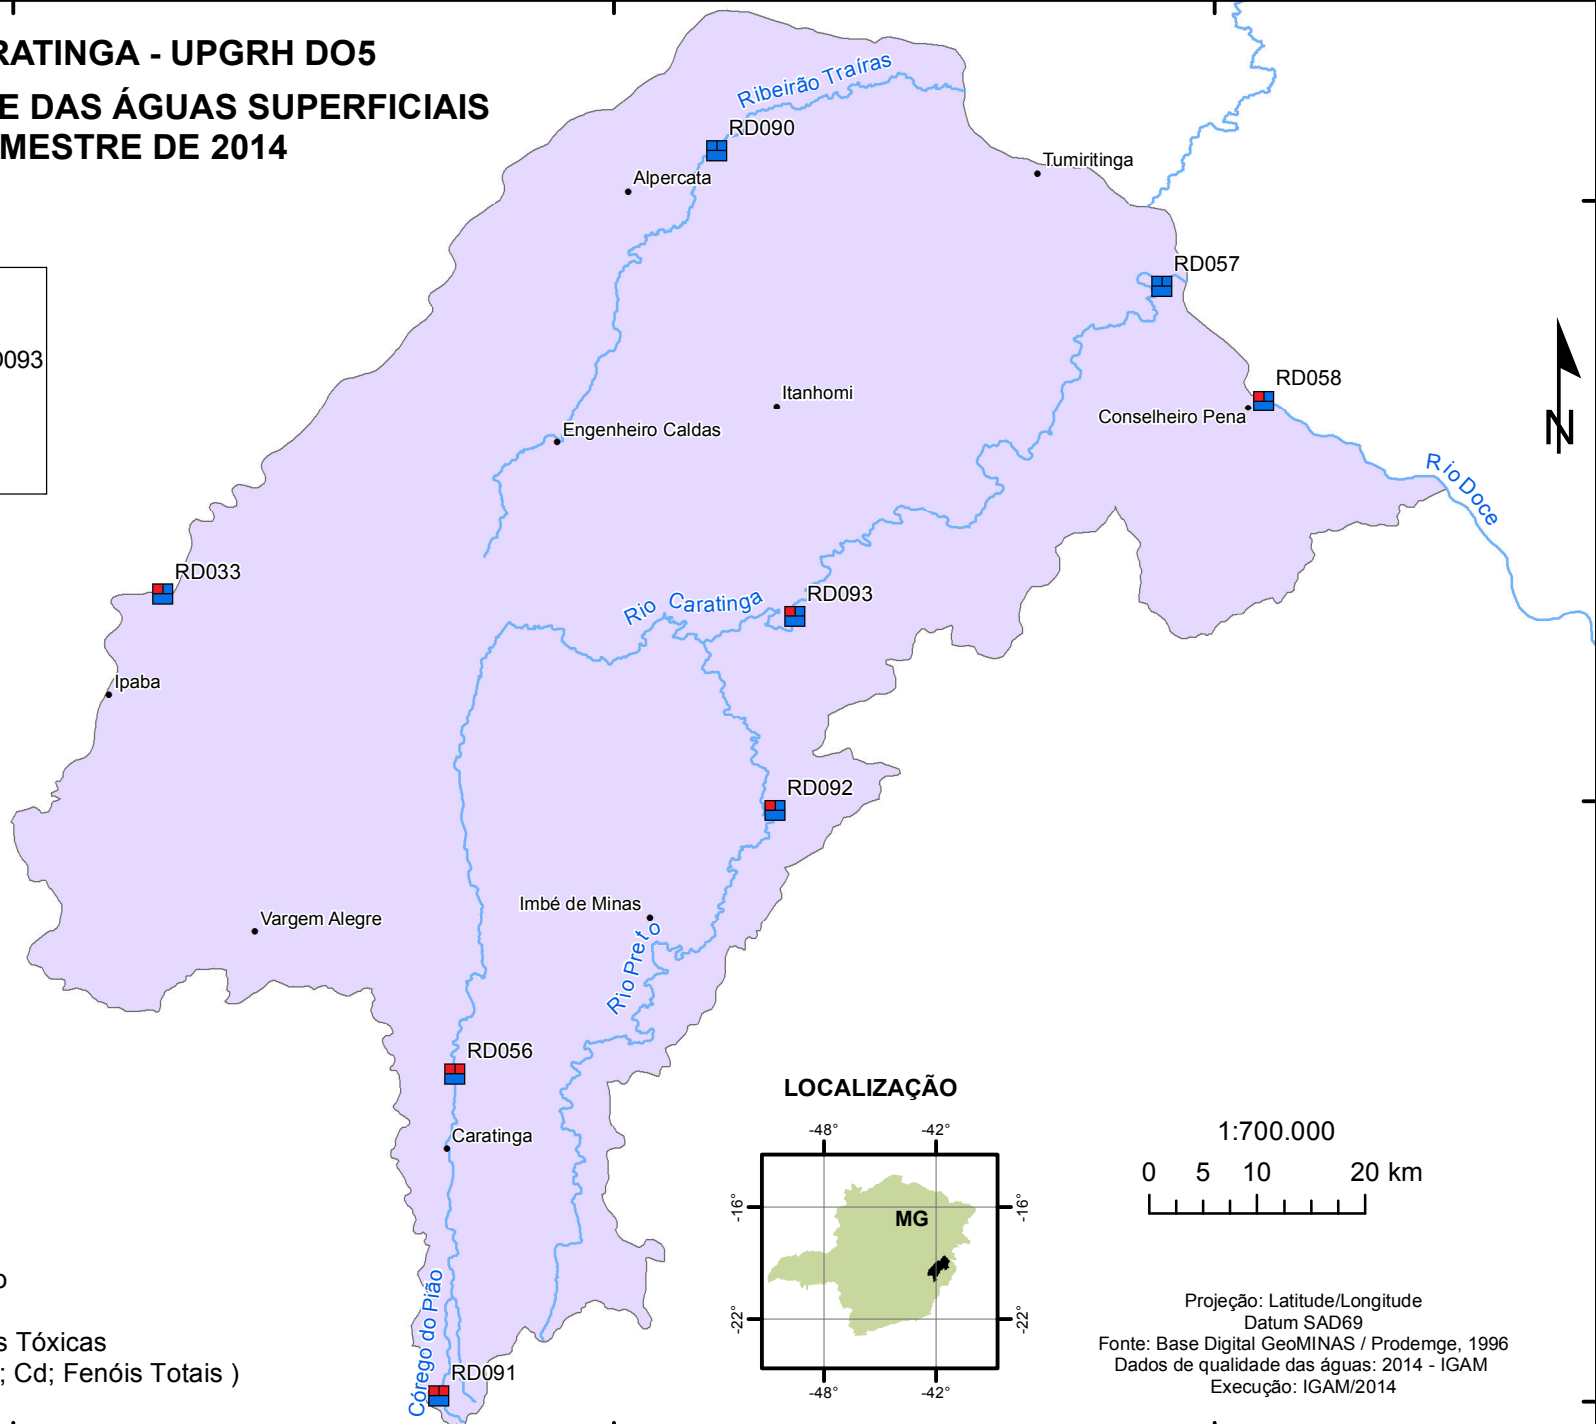 RATINGA - UPGRH DO5
E DAS ÁGUAS SUPERFICIAIS
MESTRE DE 2014
Ribeirão Traíras
RD090
Tumiritinga
Alpercata
RD057
093
RD058
Itanhomi
Conselheiro Pena
Engenheiro Caldas
N
Rio Doce
RD033
Rio Caratinga
RD093
Ipaba
RD092
Imbé de Minas
Vargem Alegre
Rio Preto
RD056
LOCALIZAÇÃO
Caratinga
-48° -42°
1:700.000
0 5 10 20 km
-16° -16°
MG
-22° -22°
-48° -42°
Córego do Pião
o
s Tóxicas
; Cd; Fenóis Totais )
RD091
Projeção: Latitude/Longitude
Datum SAD69
Fonte: Base Digital GeoMINAS / Prodemge, 1996
Dados de qualidade das águas: 2014 - IGAM
Execução: IGAM/2014